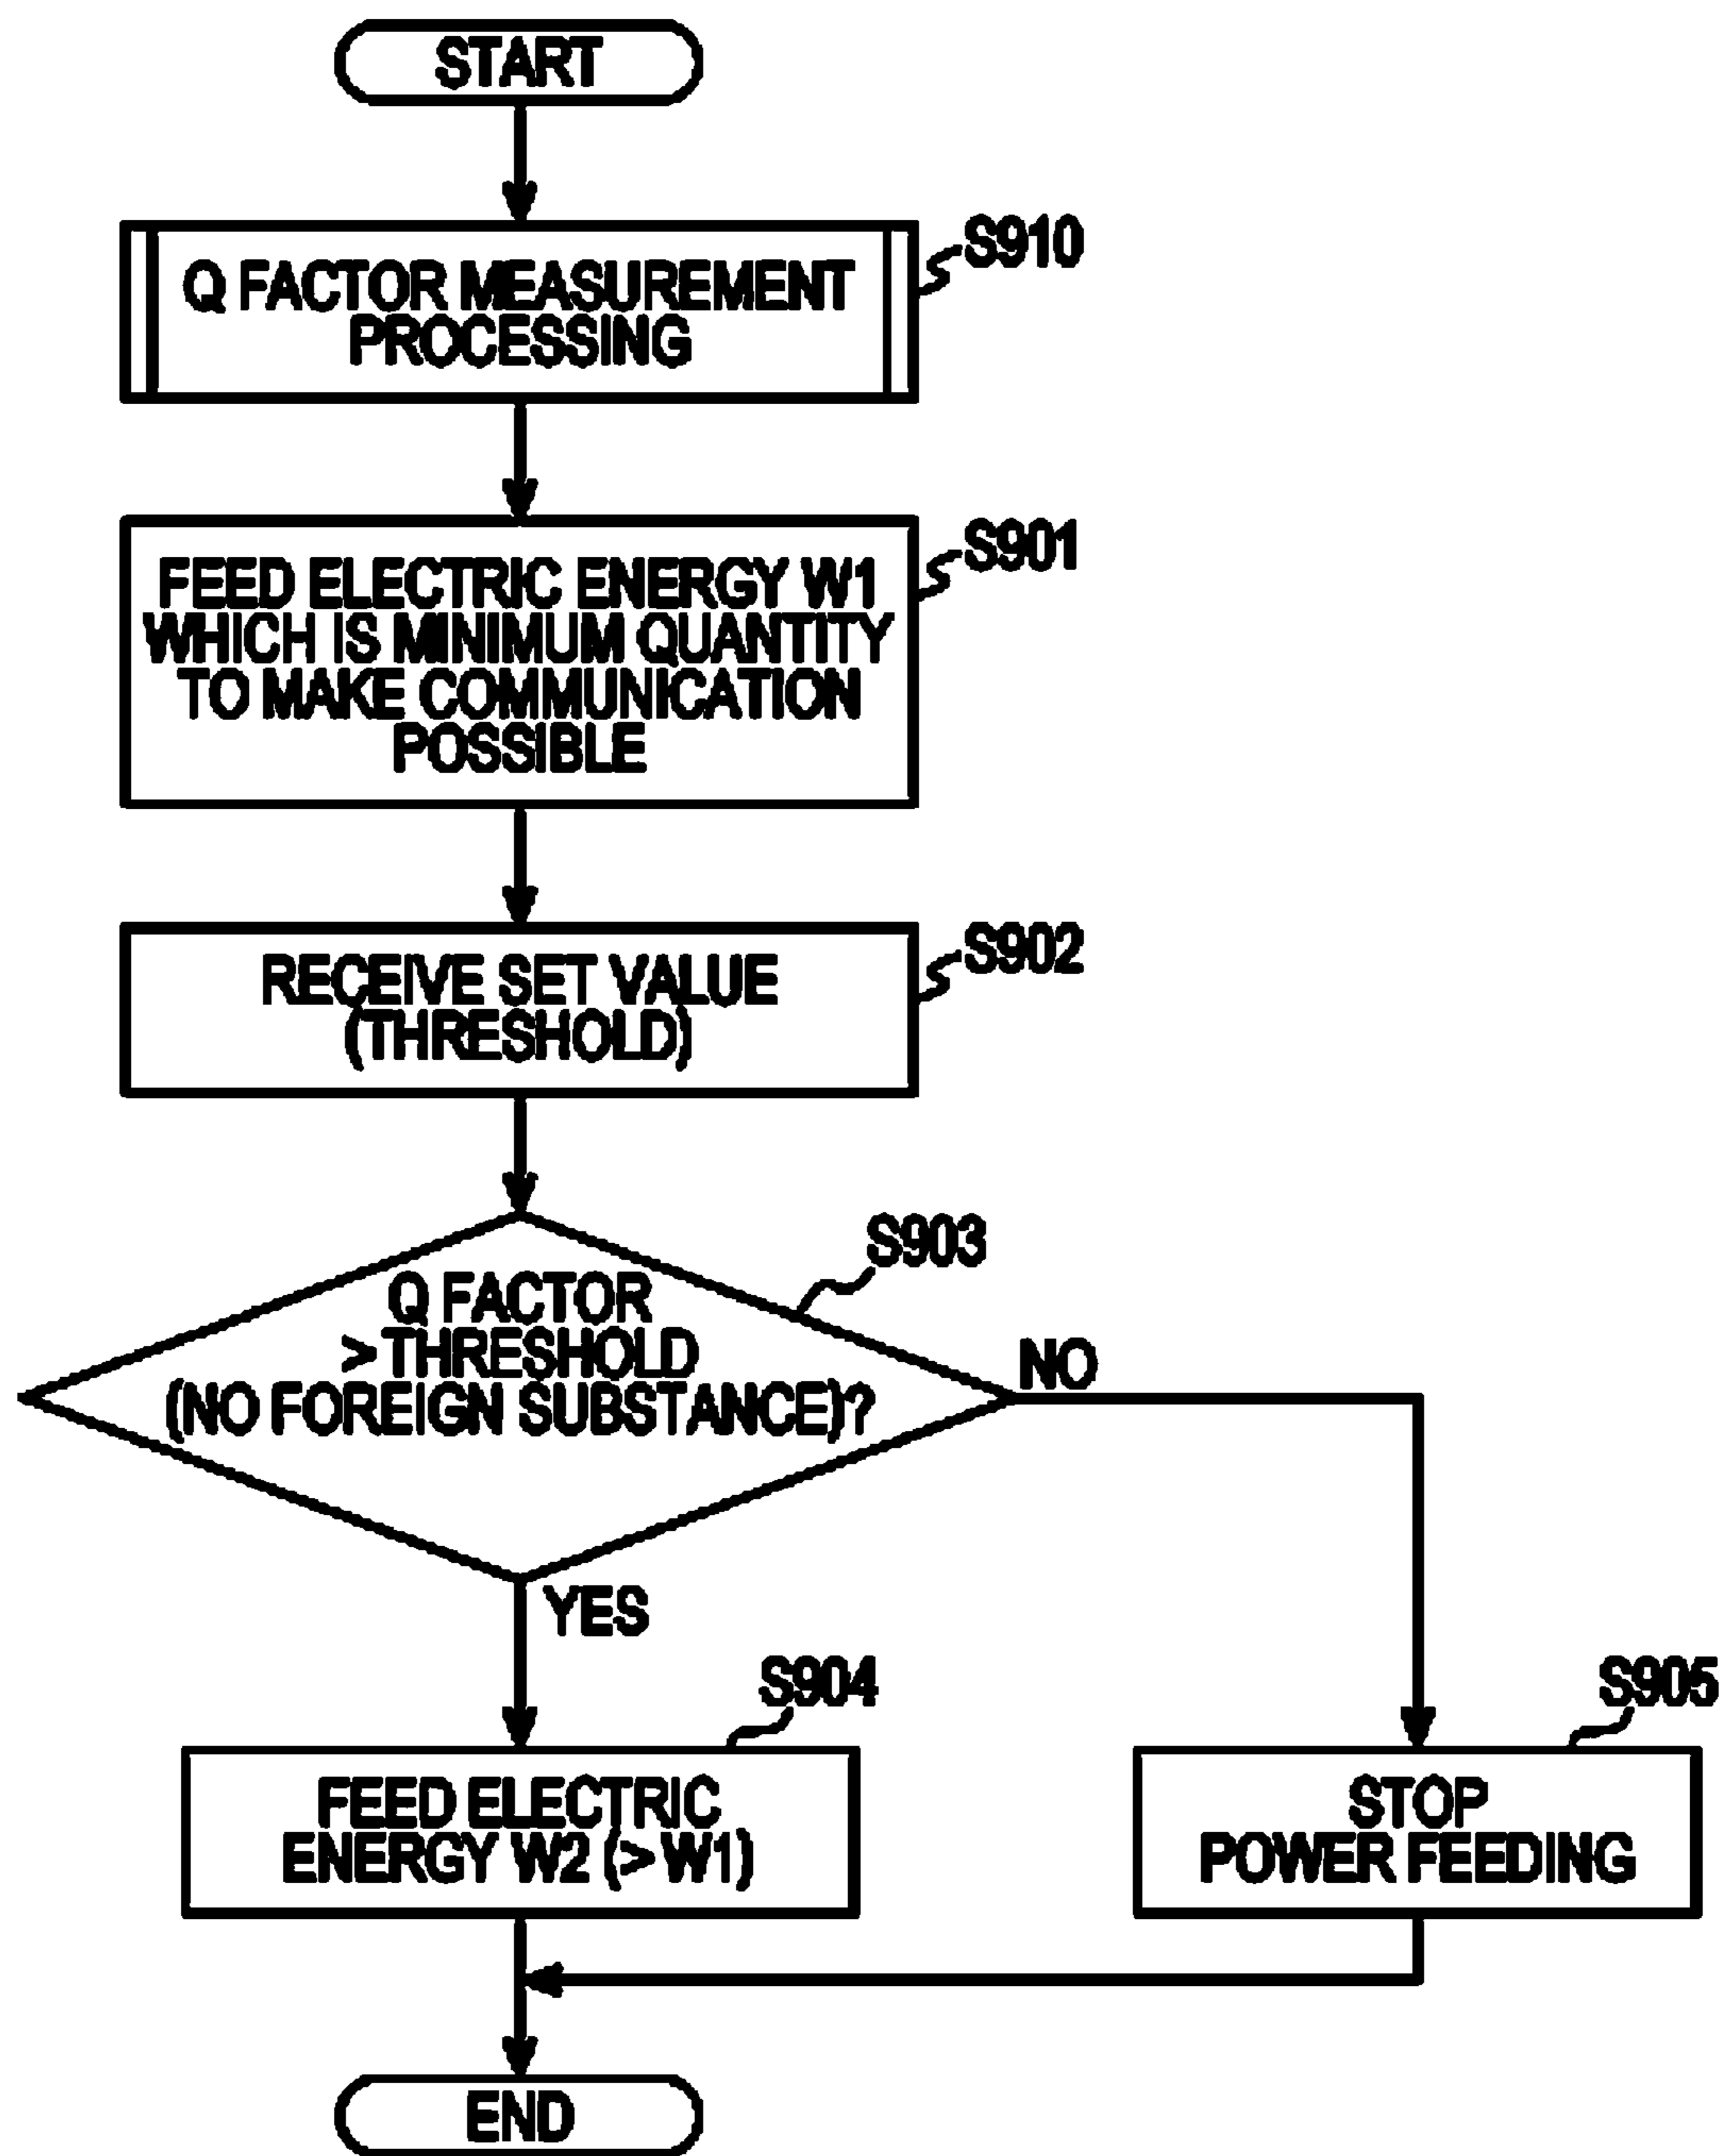 START
S910
Q FACTOR MEASUREMENT
PROCESSING
S901
FEED ELECTRIC ENERGY W1
WHICH IS MINIMUM QUANTITY
TO MAKE COMMUNICATION
POSSIBLE
S902
RECEIVE SET VALUE
(THRESHOLD)
S903
Q FACTOR
> THRESHOLD
(NO FOREIGN SUBSTANCE)?
NO
YES
S904
FEED ELECTRIC
ENERGY W2 (> W1)
S905
STOP
POWER FEEDING
END